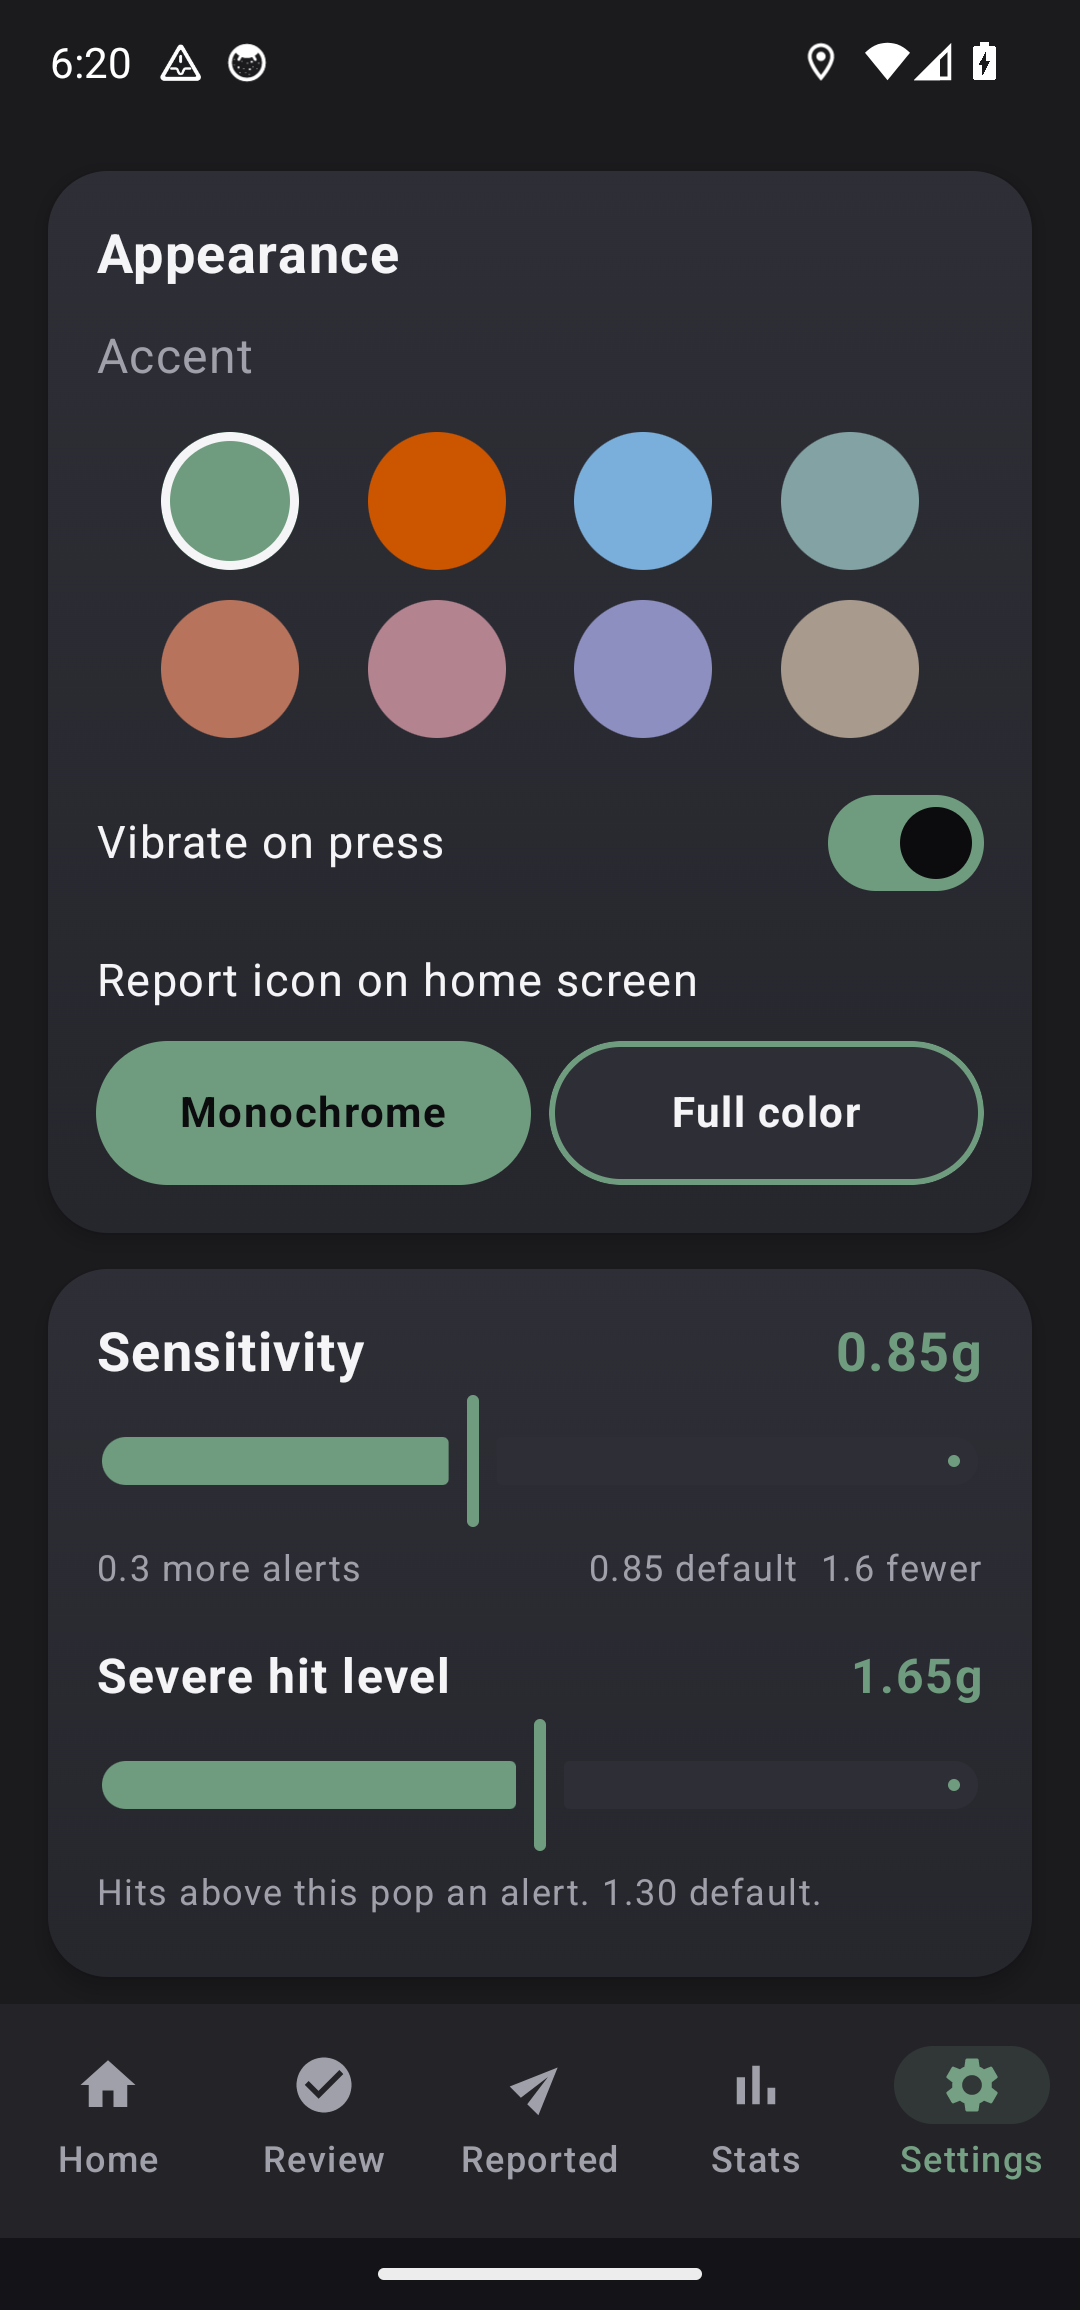 6:20
Appearance
Accent
Vibrate on press
Report icon on home screen
Monochrome Full color
Sensitivity 0.85g
0.3 more alerts 0.85 default 1.6 fewer
Severe hit level 1.65g
Hits above this pop an alert. 1.30 default.
Home Review Reported Stats Settings